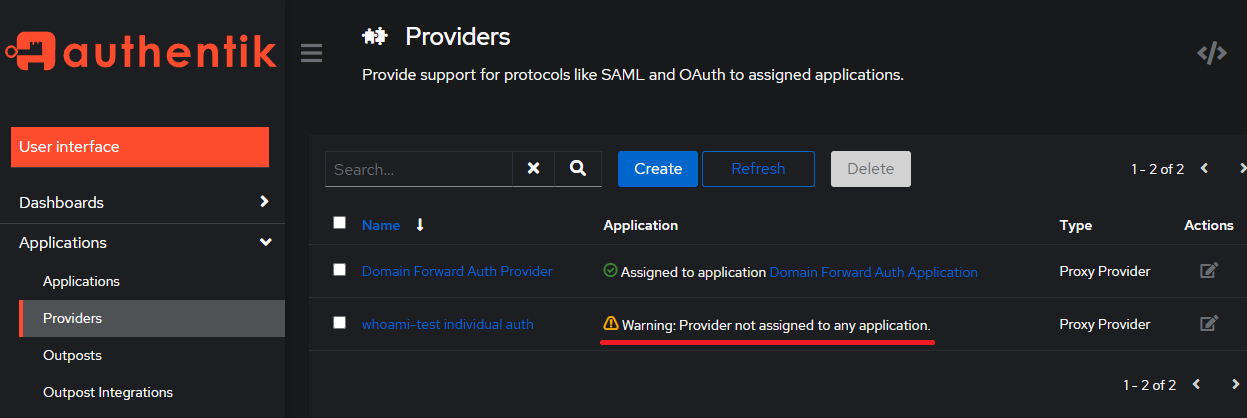 authentik
Providers
Provide support for protocols like SAML and OAuth to assigned applications.
User interface
Dashboards
Applications
Applications
Providers
Outposts
Outpost Integrations
Search...
Create
Refresh
Delete
1 - 2 of 2
Name
Application
Type
Actions
Domain Forward Auth Provider
Assigned to application Domain Forward Auth Application
Proxy Provider
whoami-test individual auth
Warning: Provider not assigned to any application.
Proxy Provider
1 - 2 of 2